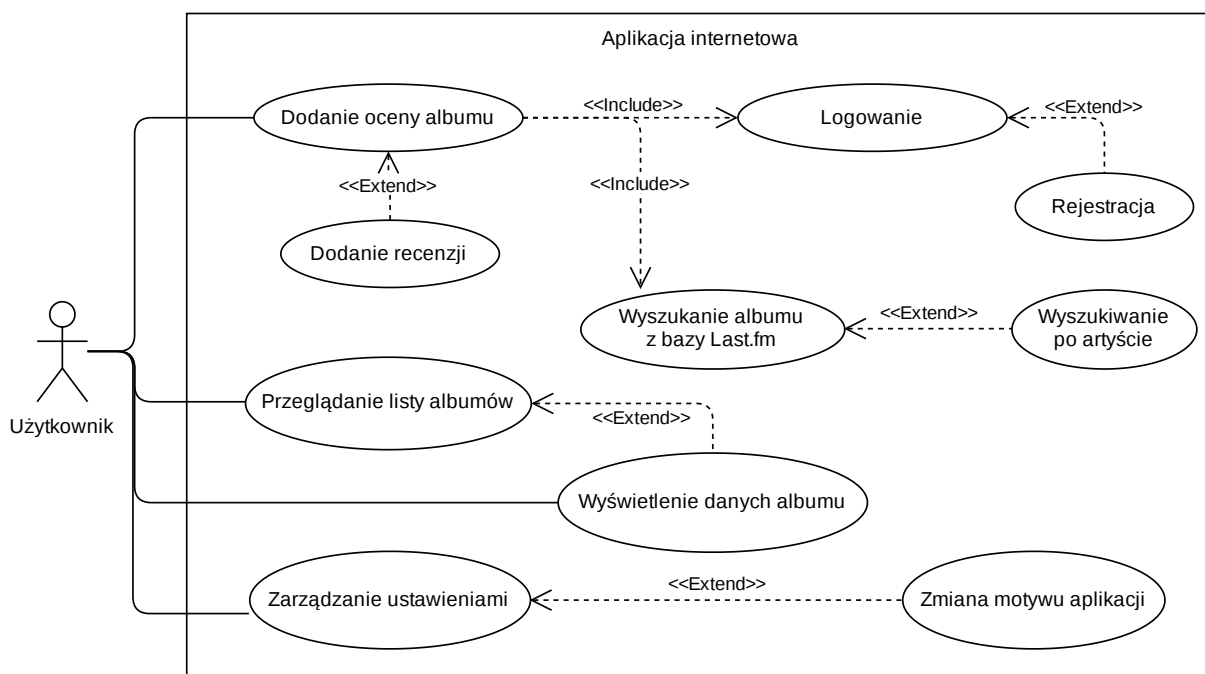 Aplikacja internetowa
Dodanie oceny albumu
<<Include>>
Logowanie
<<Extend>>
<<Extend>>
<<Include>>
Rejestracja
Dodanie recenzji
Wyszukanie albumu
z bazy Last.fm
<<Extend>>
Wyszukiwanie
po artyście
Użytkownik
Przeglądanie listy albumów
<<Extend>>
Wyświetlenie danych albumu
Zarządzanie ustawieniami
<<Extend>>
Zmiana motywu aplikacji